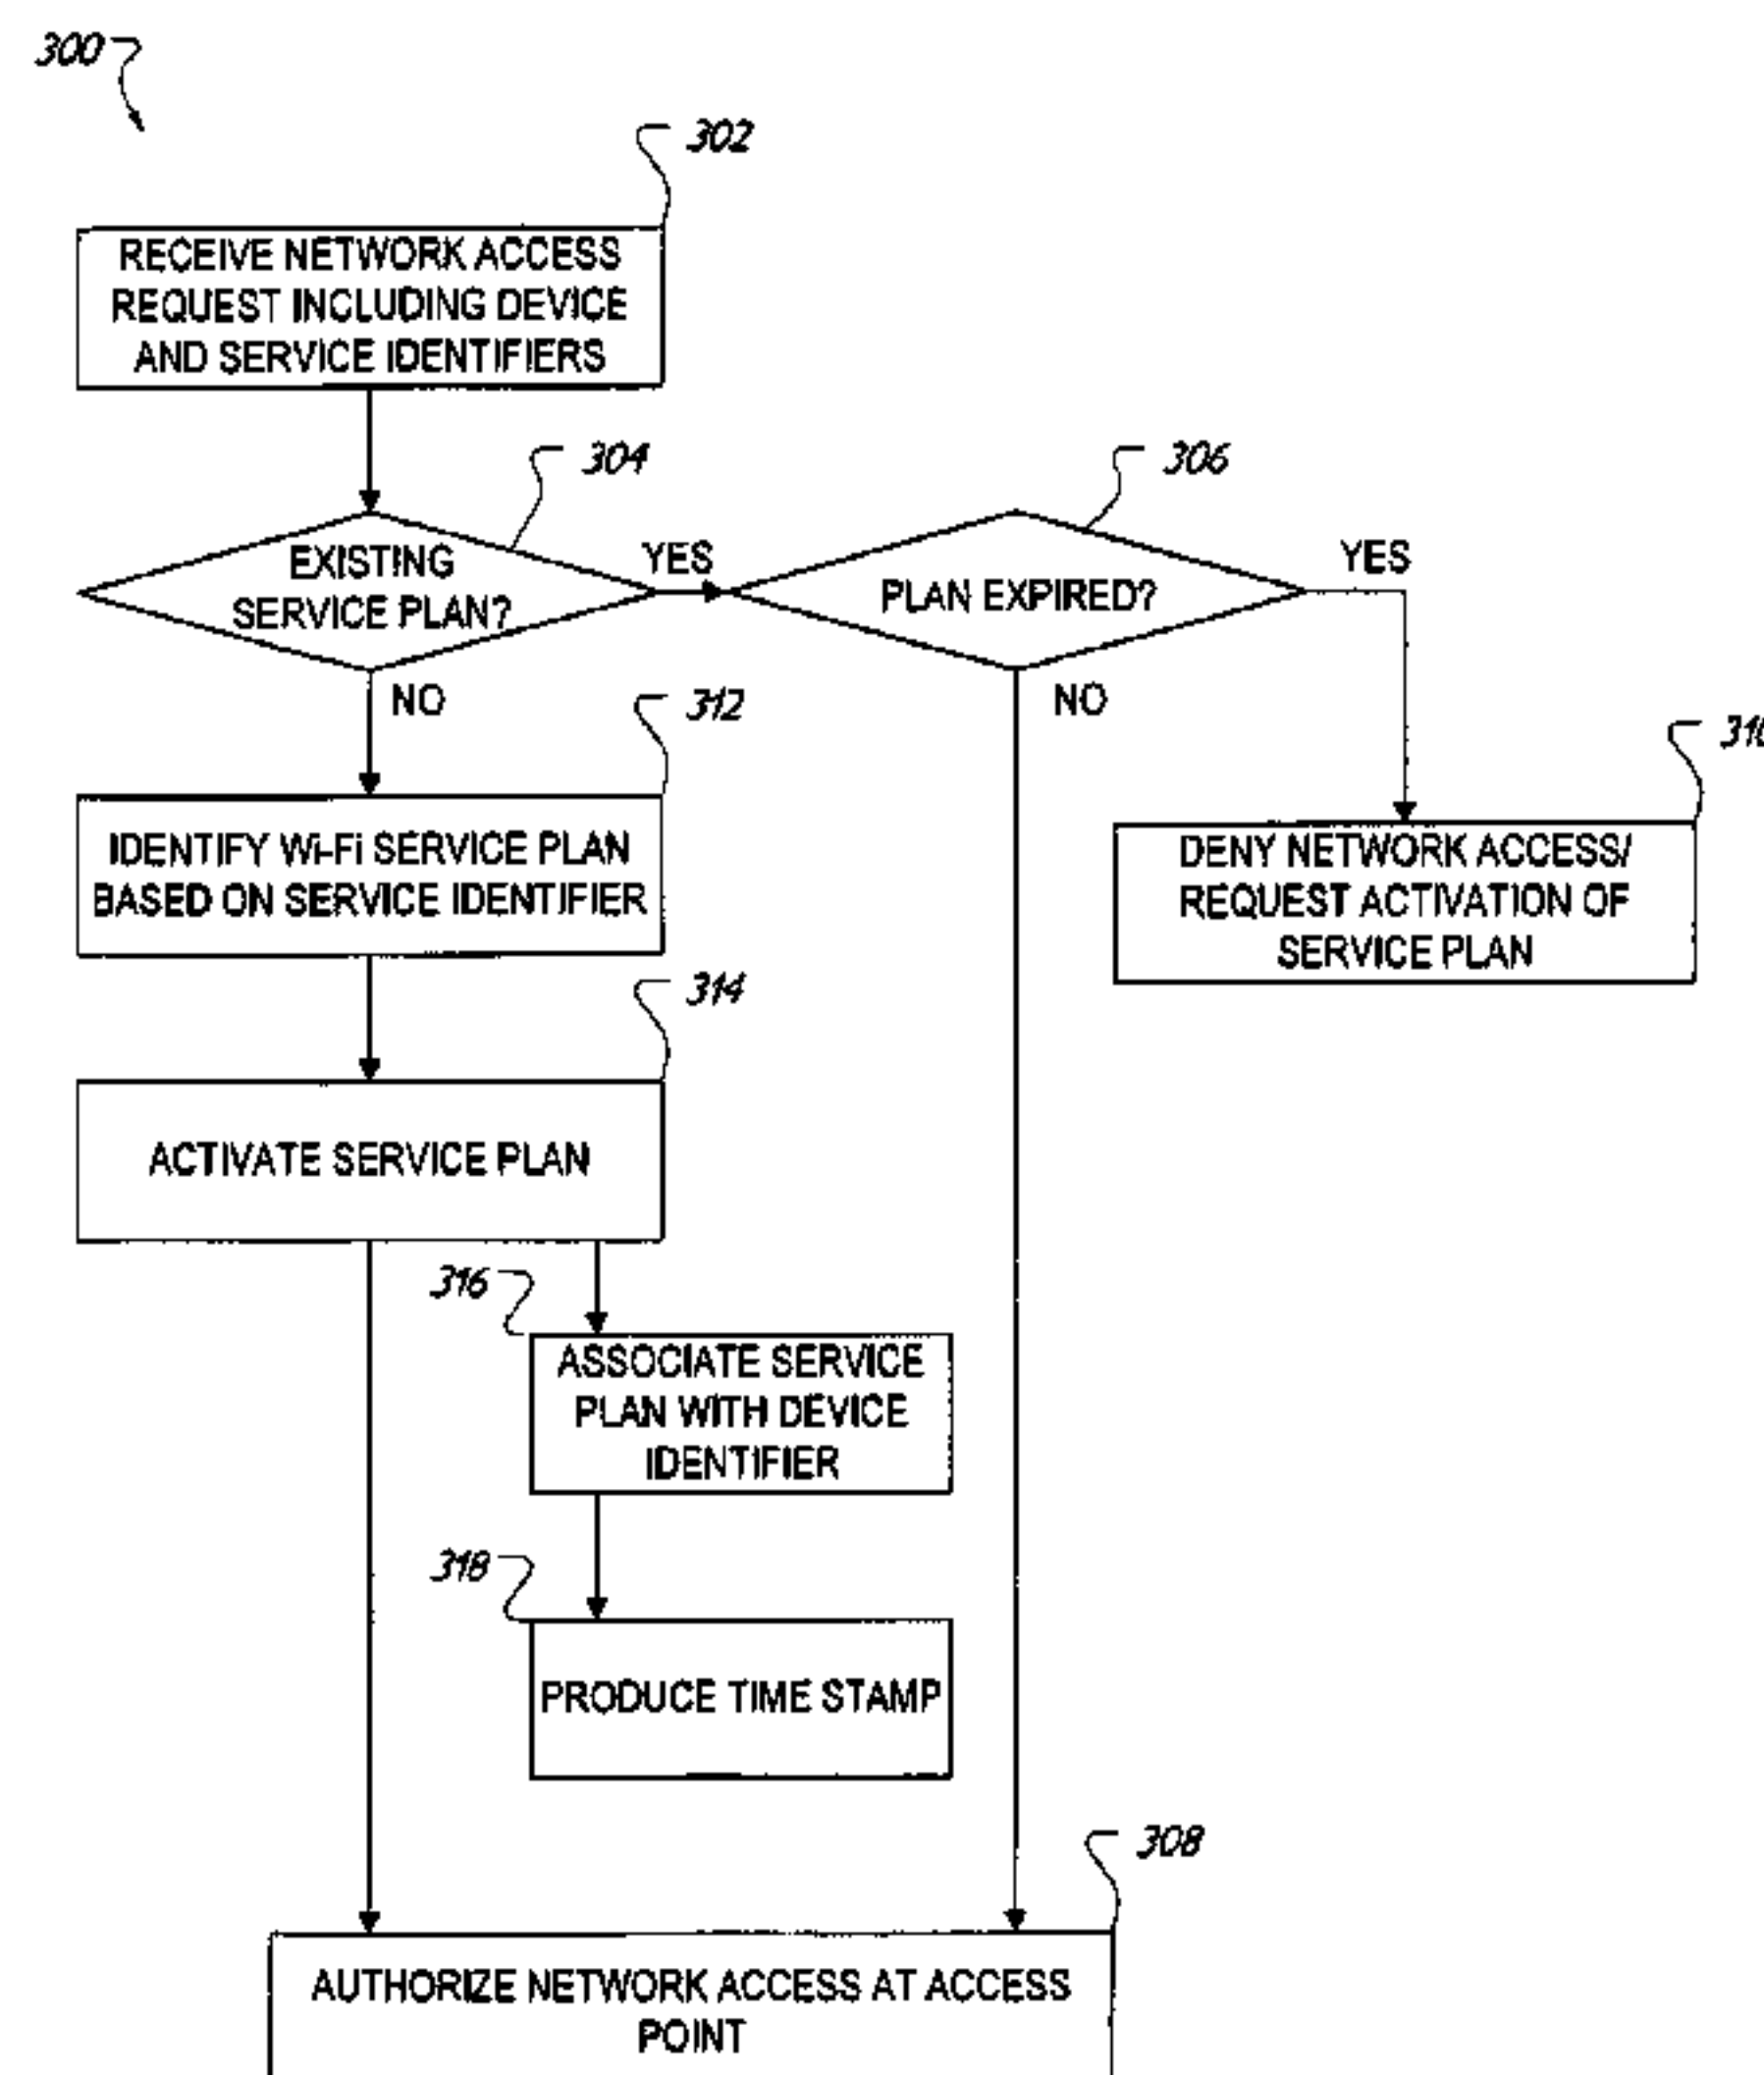 300
302
RECEIVE NETWORK ACCESS
REQUEST INCLUDING DEVICE
AND SERVICE IDENTIFIERS
304
306
EXISTING
SERVICE PLAN?
YES
PLAN EXPIRED?
YES
NO
NO
312
IDENTIFY Wi-Fi SERVICE PLAN
BASED ON SERVICE IDENTIFIER
DENY NETWORK ACCESS/
REQUEST ACTIVATION OF
SERVICE PLAN
314
ACTIVATE SERVICE PLAN
316
ASSOCIATE SERVICE
PLAN WITH DEVICE
IDENTIFIER
318
PRODUCE TIME STAMP
308
AUTHORIZE NETWORK ACCESS AT ACCESS
POINT